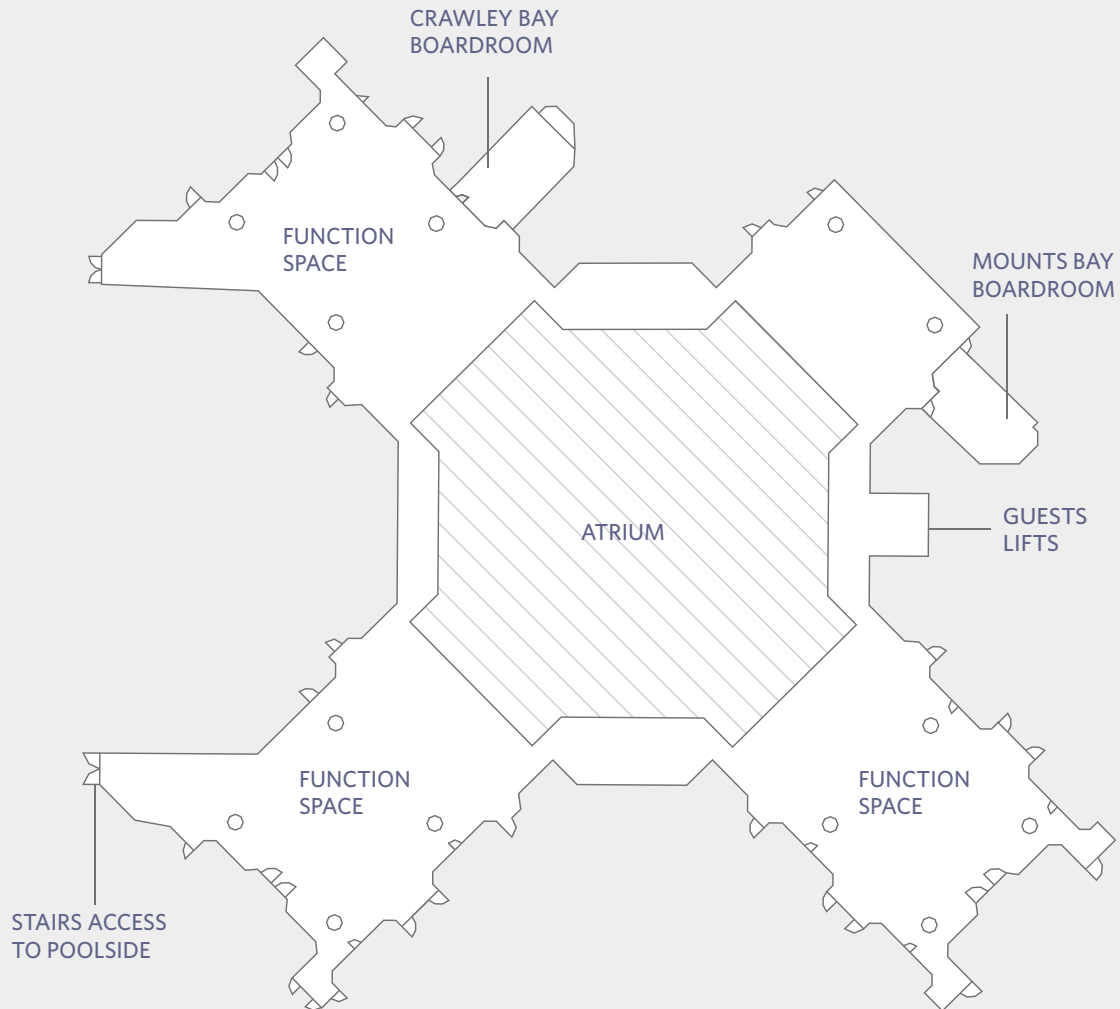 CRAWLEY BAY
BOARDROOM
FUNCTION
SPACE
MOUNTS BAY
BOARDROOM
ATRIUM
GUESTS
LIFTS
FUNCTION
SPACE
FUNCTION
SPACE
STAIRS ACCESS
TO POOLSIDE